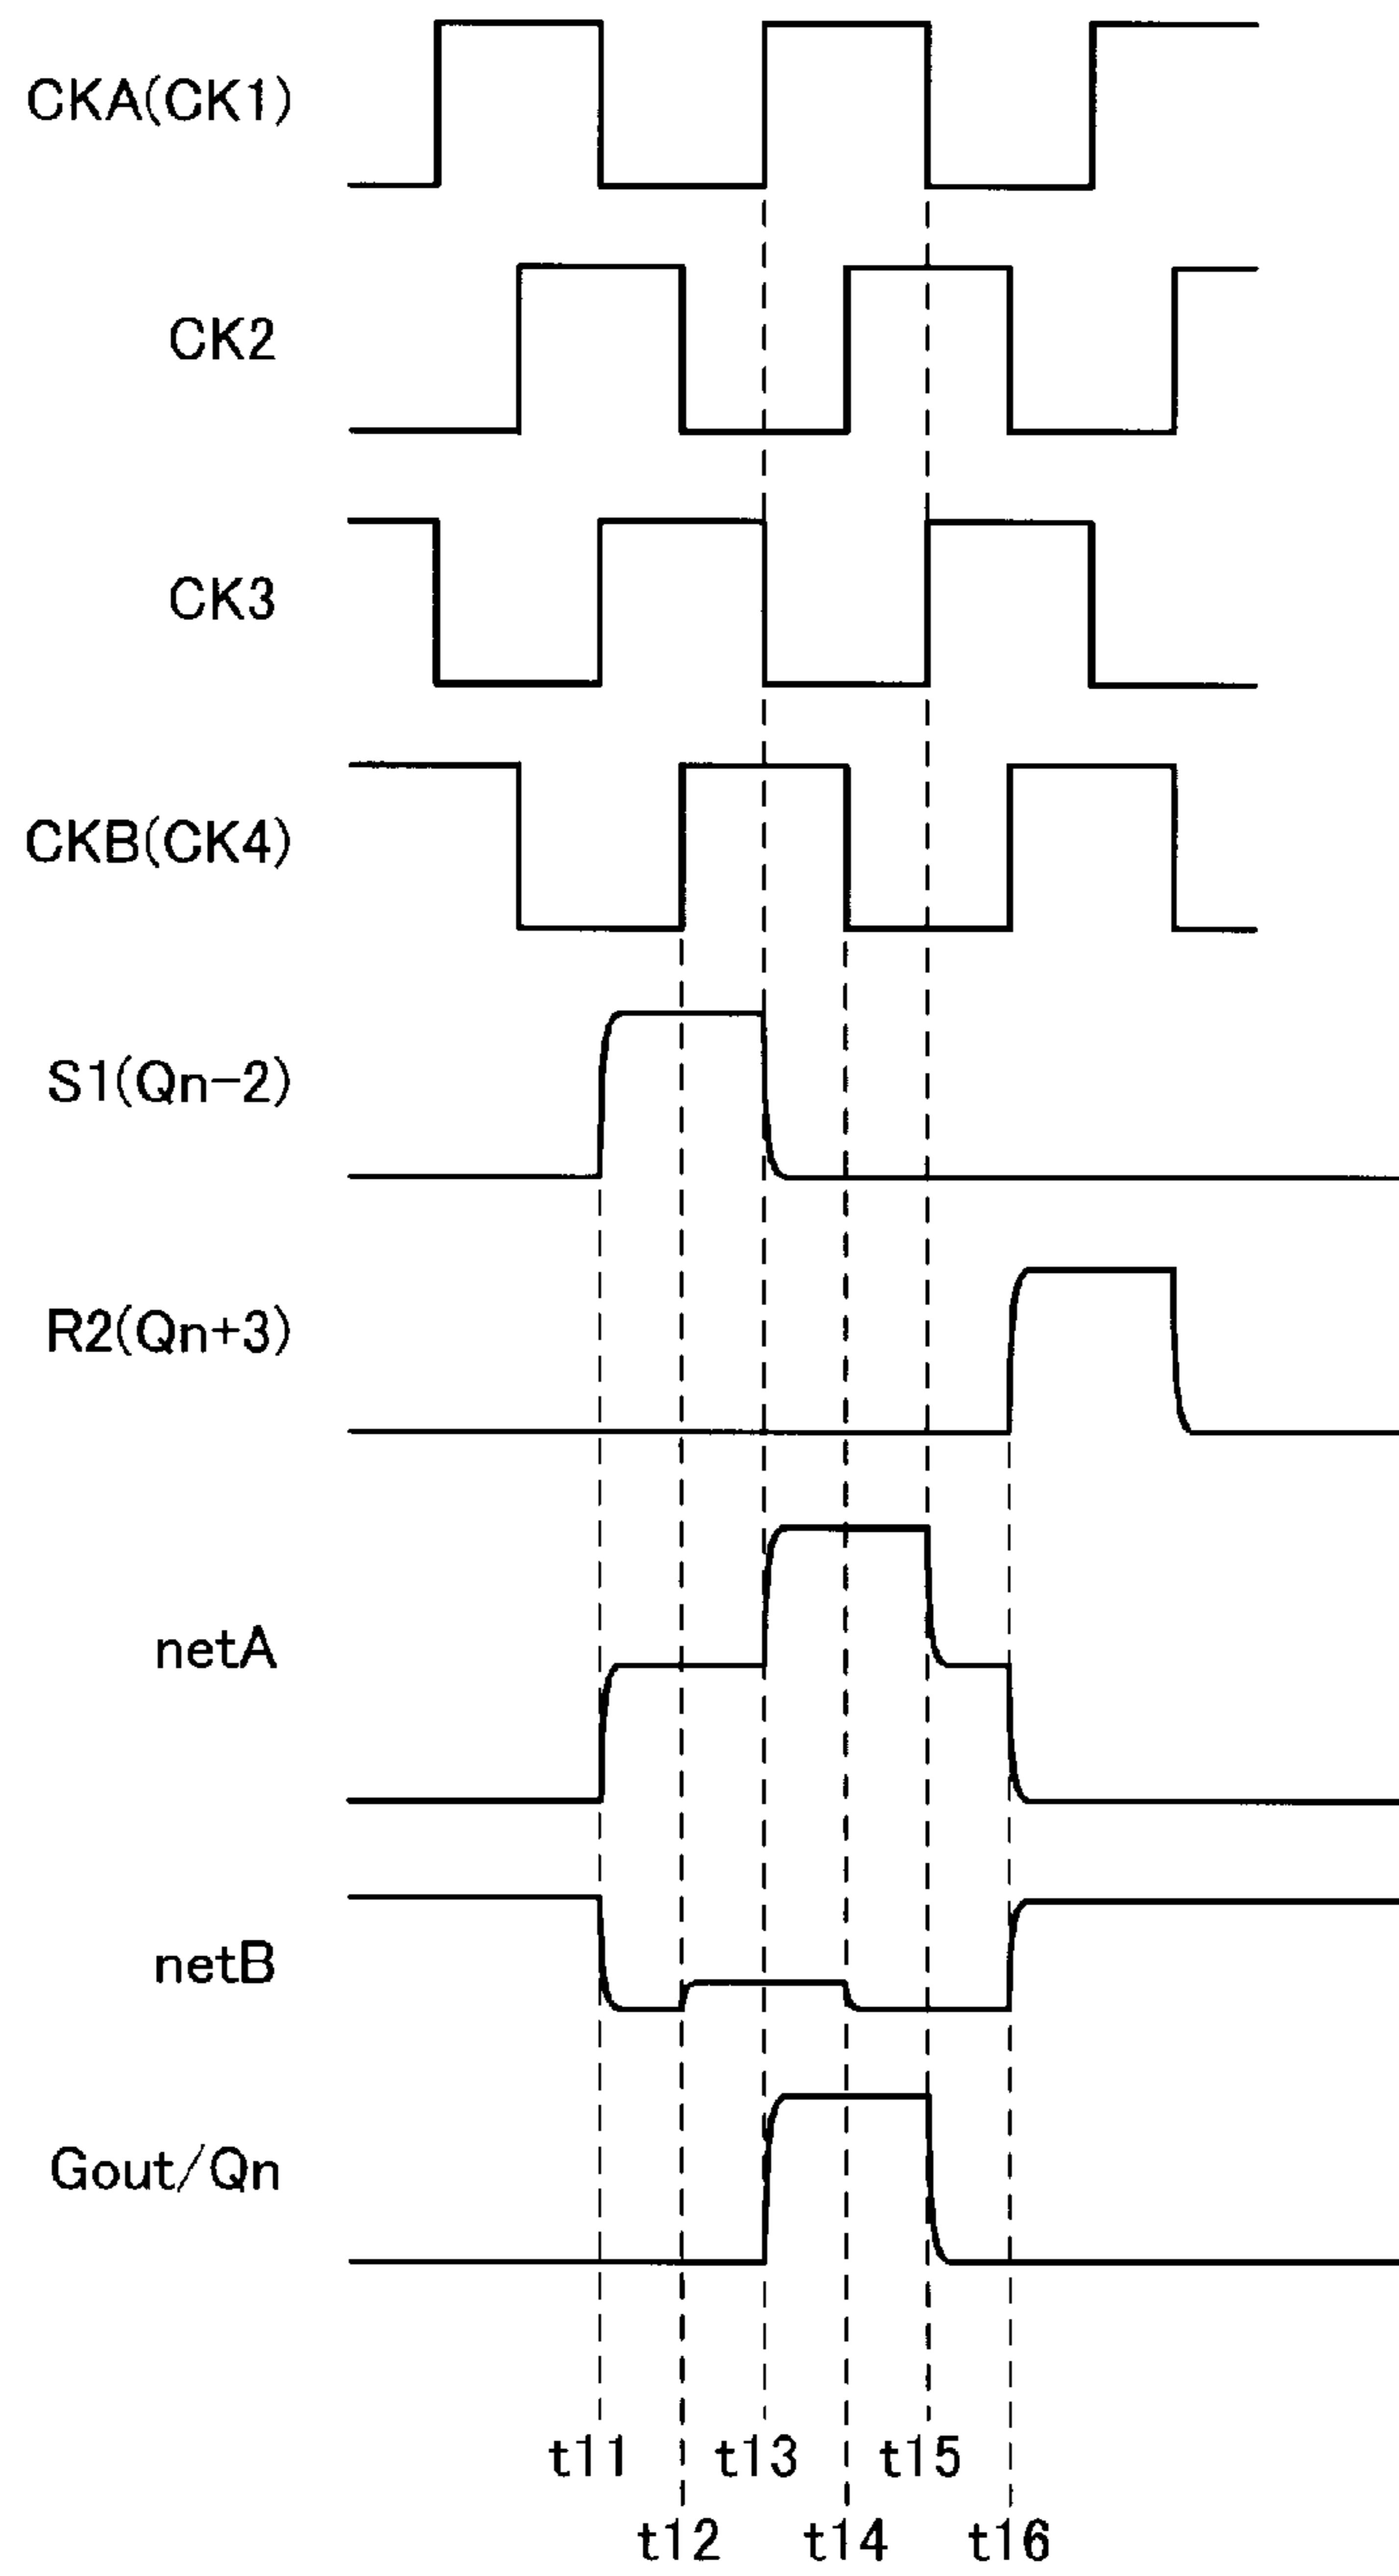 CKA(CK1)
CK2
CK3
CKB(CK4)
S1(Qn-2)
R2(Qn+3)
netA
netB
Gout/Qn
t11 t13 t15
t12 t14 t16